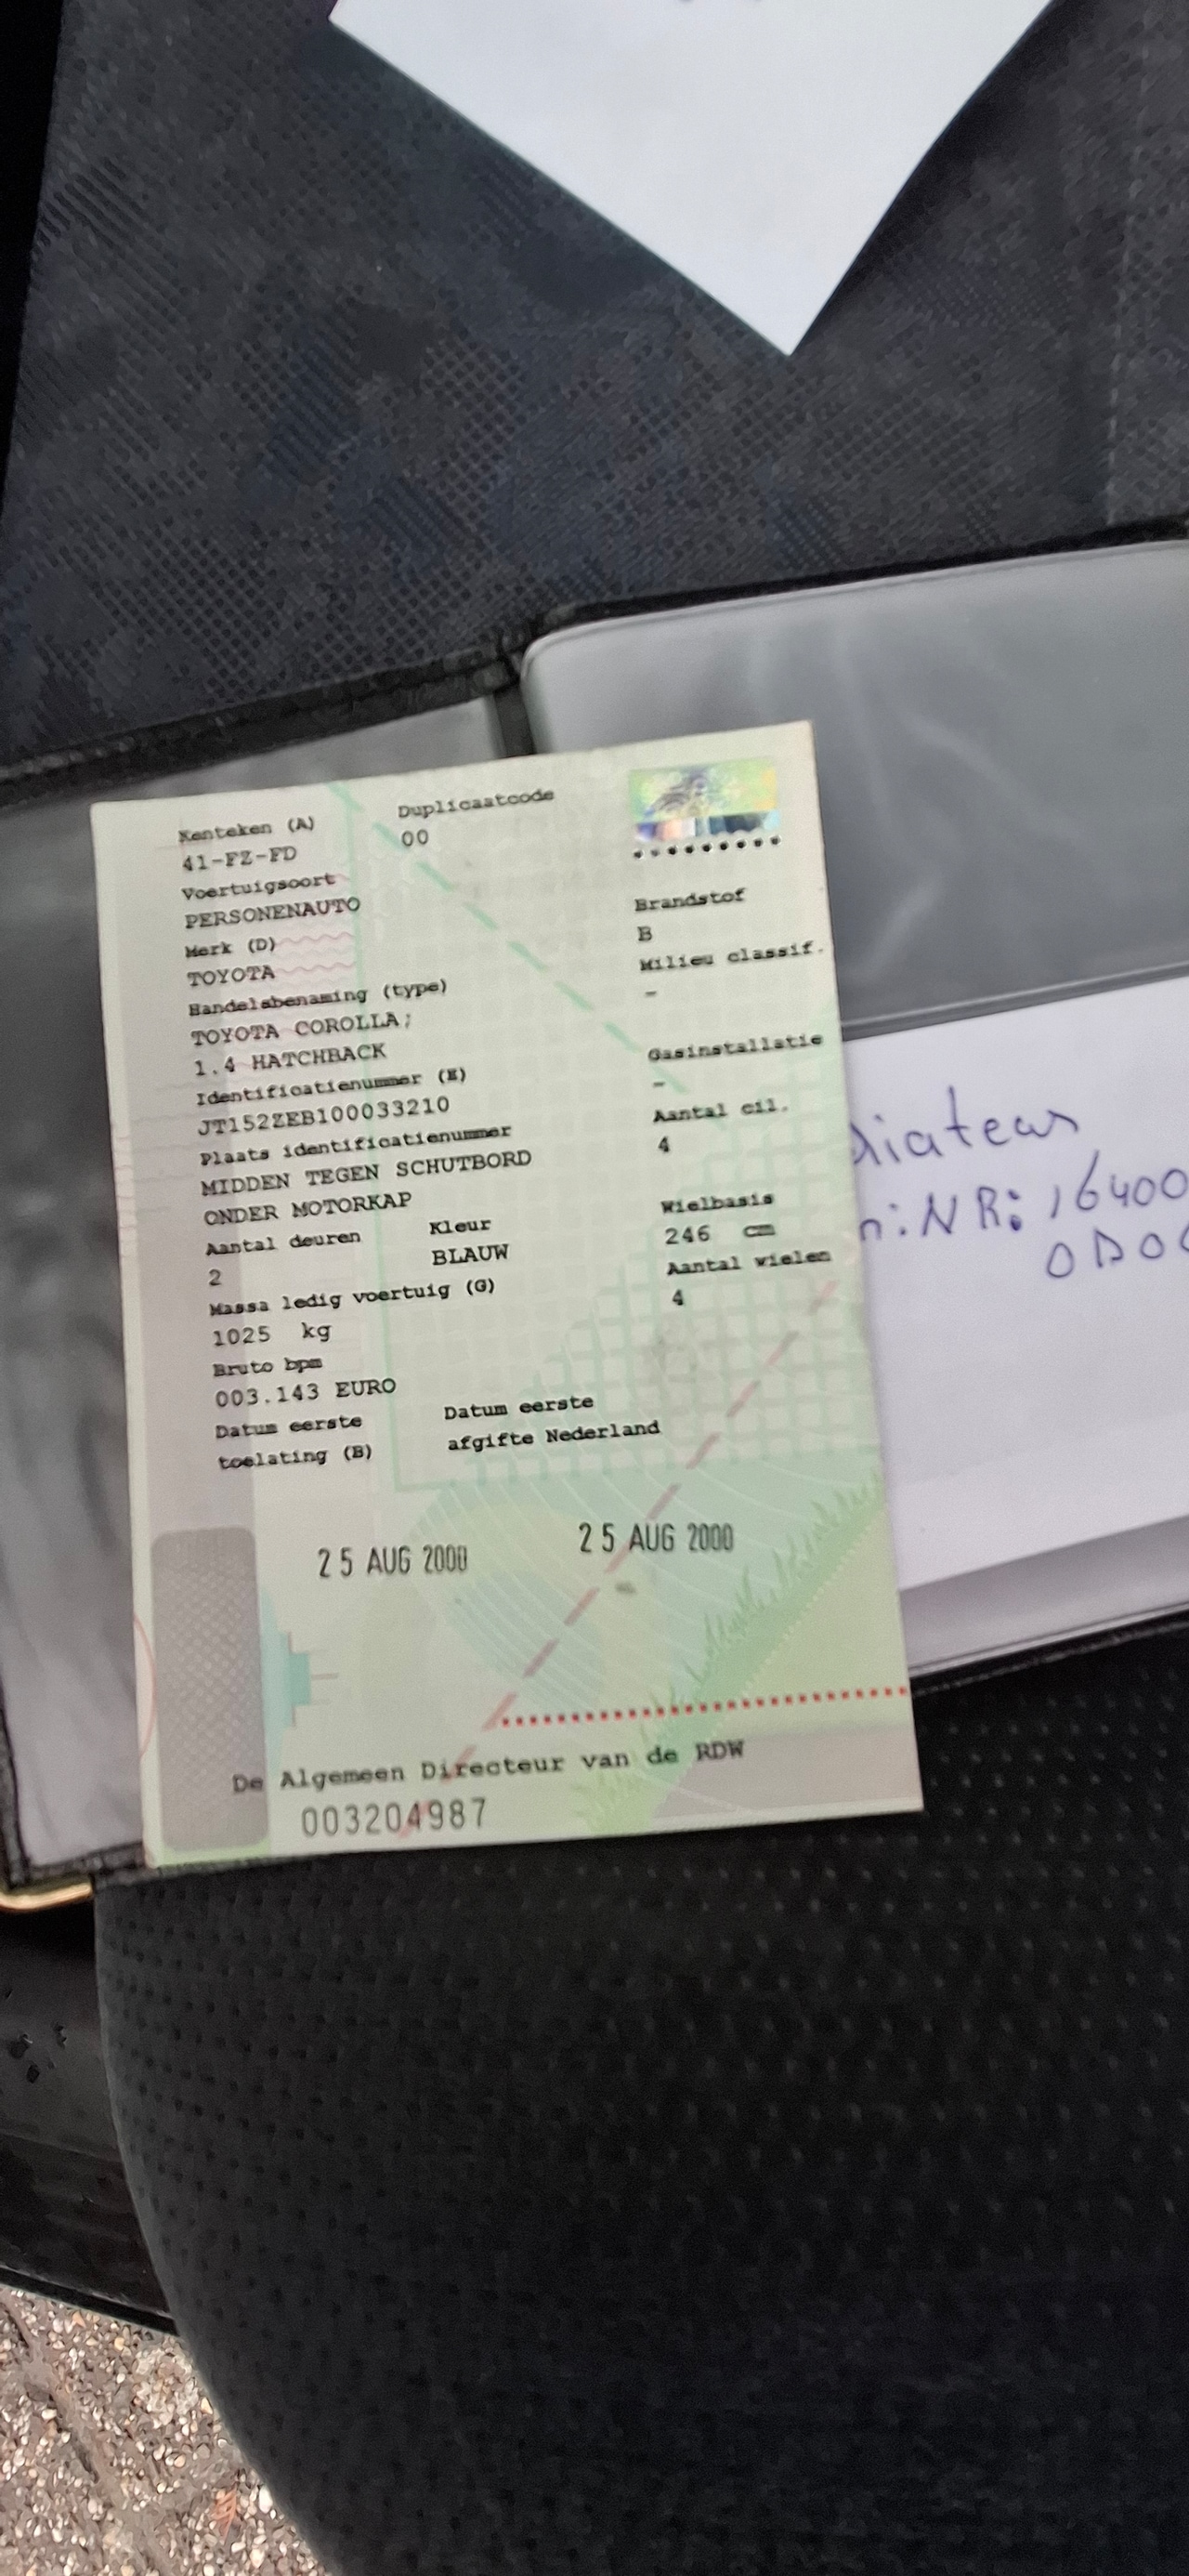 Kenteken (A) Duplicaatcode
41-FZ-FD 00
Voertuigsoort
PERSONENAUTO Brandstof
Merk (D) B
TOYOTA Milieu classif.
Handelsbenaming (type) -
TOYOTA COROLLA;
1.4 HATCHBACK Gasinstallatie
Identificatienummer (E) -
JT152ZEB100033210 Aantal cil.
Plaats identificatienummer 4
MIDDEN TEGEN SCHUTBORD
ONDER MOTORKAP Wielbasis
Aantal deuren Kleur 246 cm
2 BLAUW Aantal wielen
Massa ledig voertuig (G) 4
1025 kg
Bruto bpm
003.143 EURO
Datum eerste Datum eerste
toelating (B) afgifte Nederland
25 AUG 2000 25 AUG 2000
De Algemeen Directeur van de RDW
003204987
NR: 16400